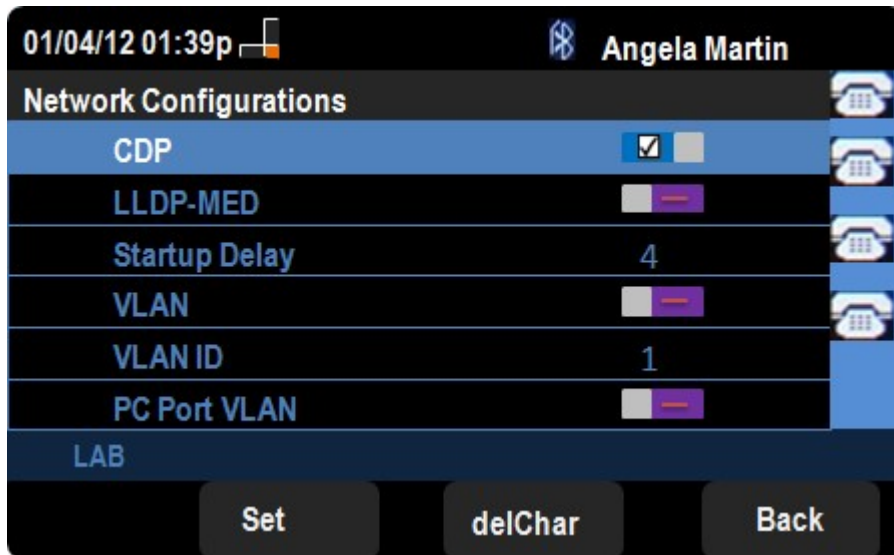 01/04/12 01:39p Angela Martin
Network Configurations
CDP
LLDP-MED
Startup Delay 4
VLAN
VLAN ID 1
PC Port VLAN
LAB
Set delChar Back